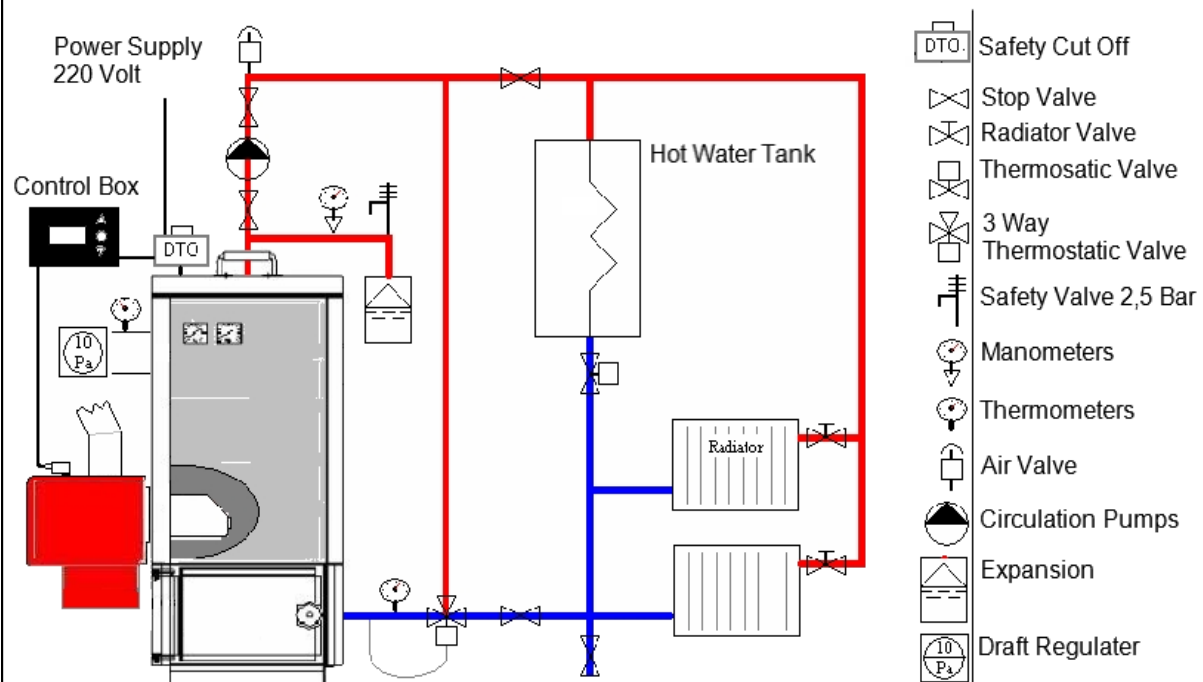 Power Supply
220 Volt
Control Box
DTO
10
Pa
Hot Water Tank
Radiator
DTO.
Safety Cut Off
Stop Valve
Radiator Valve
Thermosatic Valve
3 Way
Thermostatic Valve
Safety Valve 2,5 Bar
Manometers
Thermometers
Air Valve
Circulation Pumps
Expansion
10
Pa
Draft Regulater